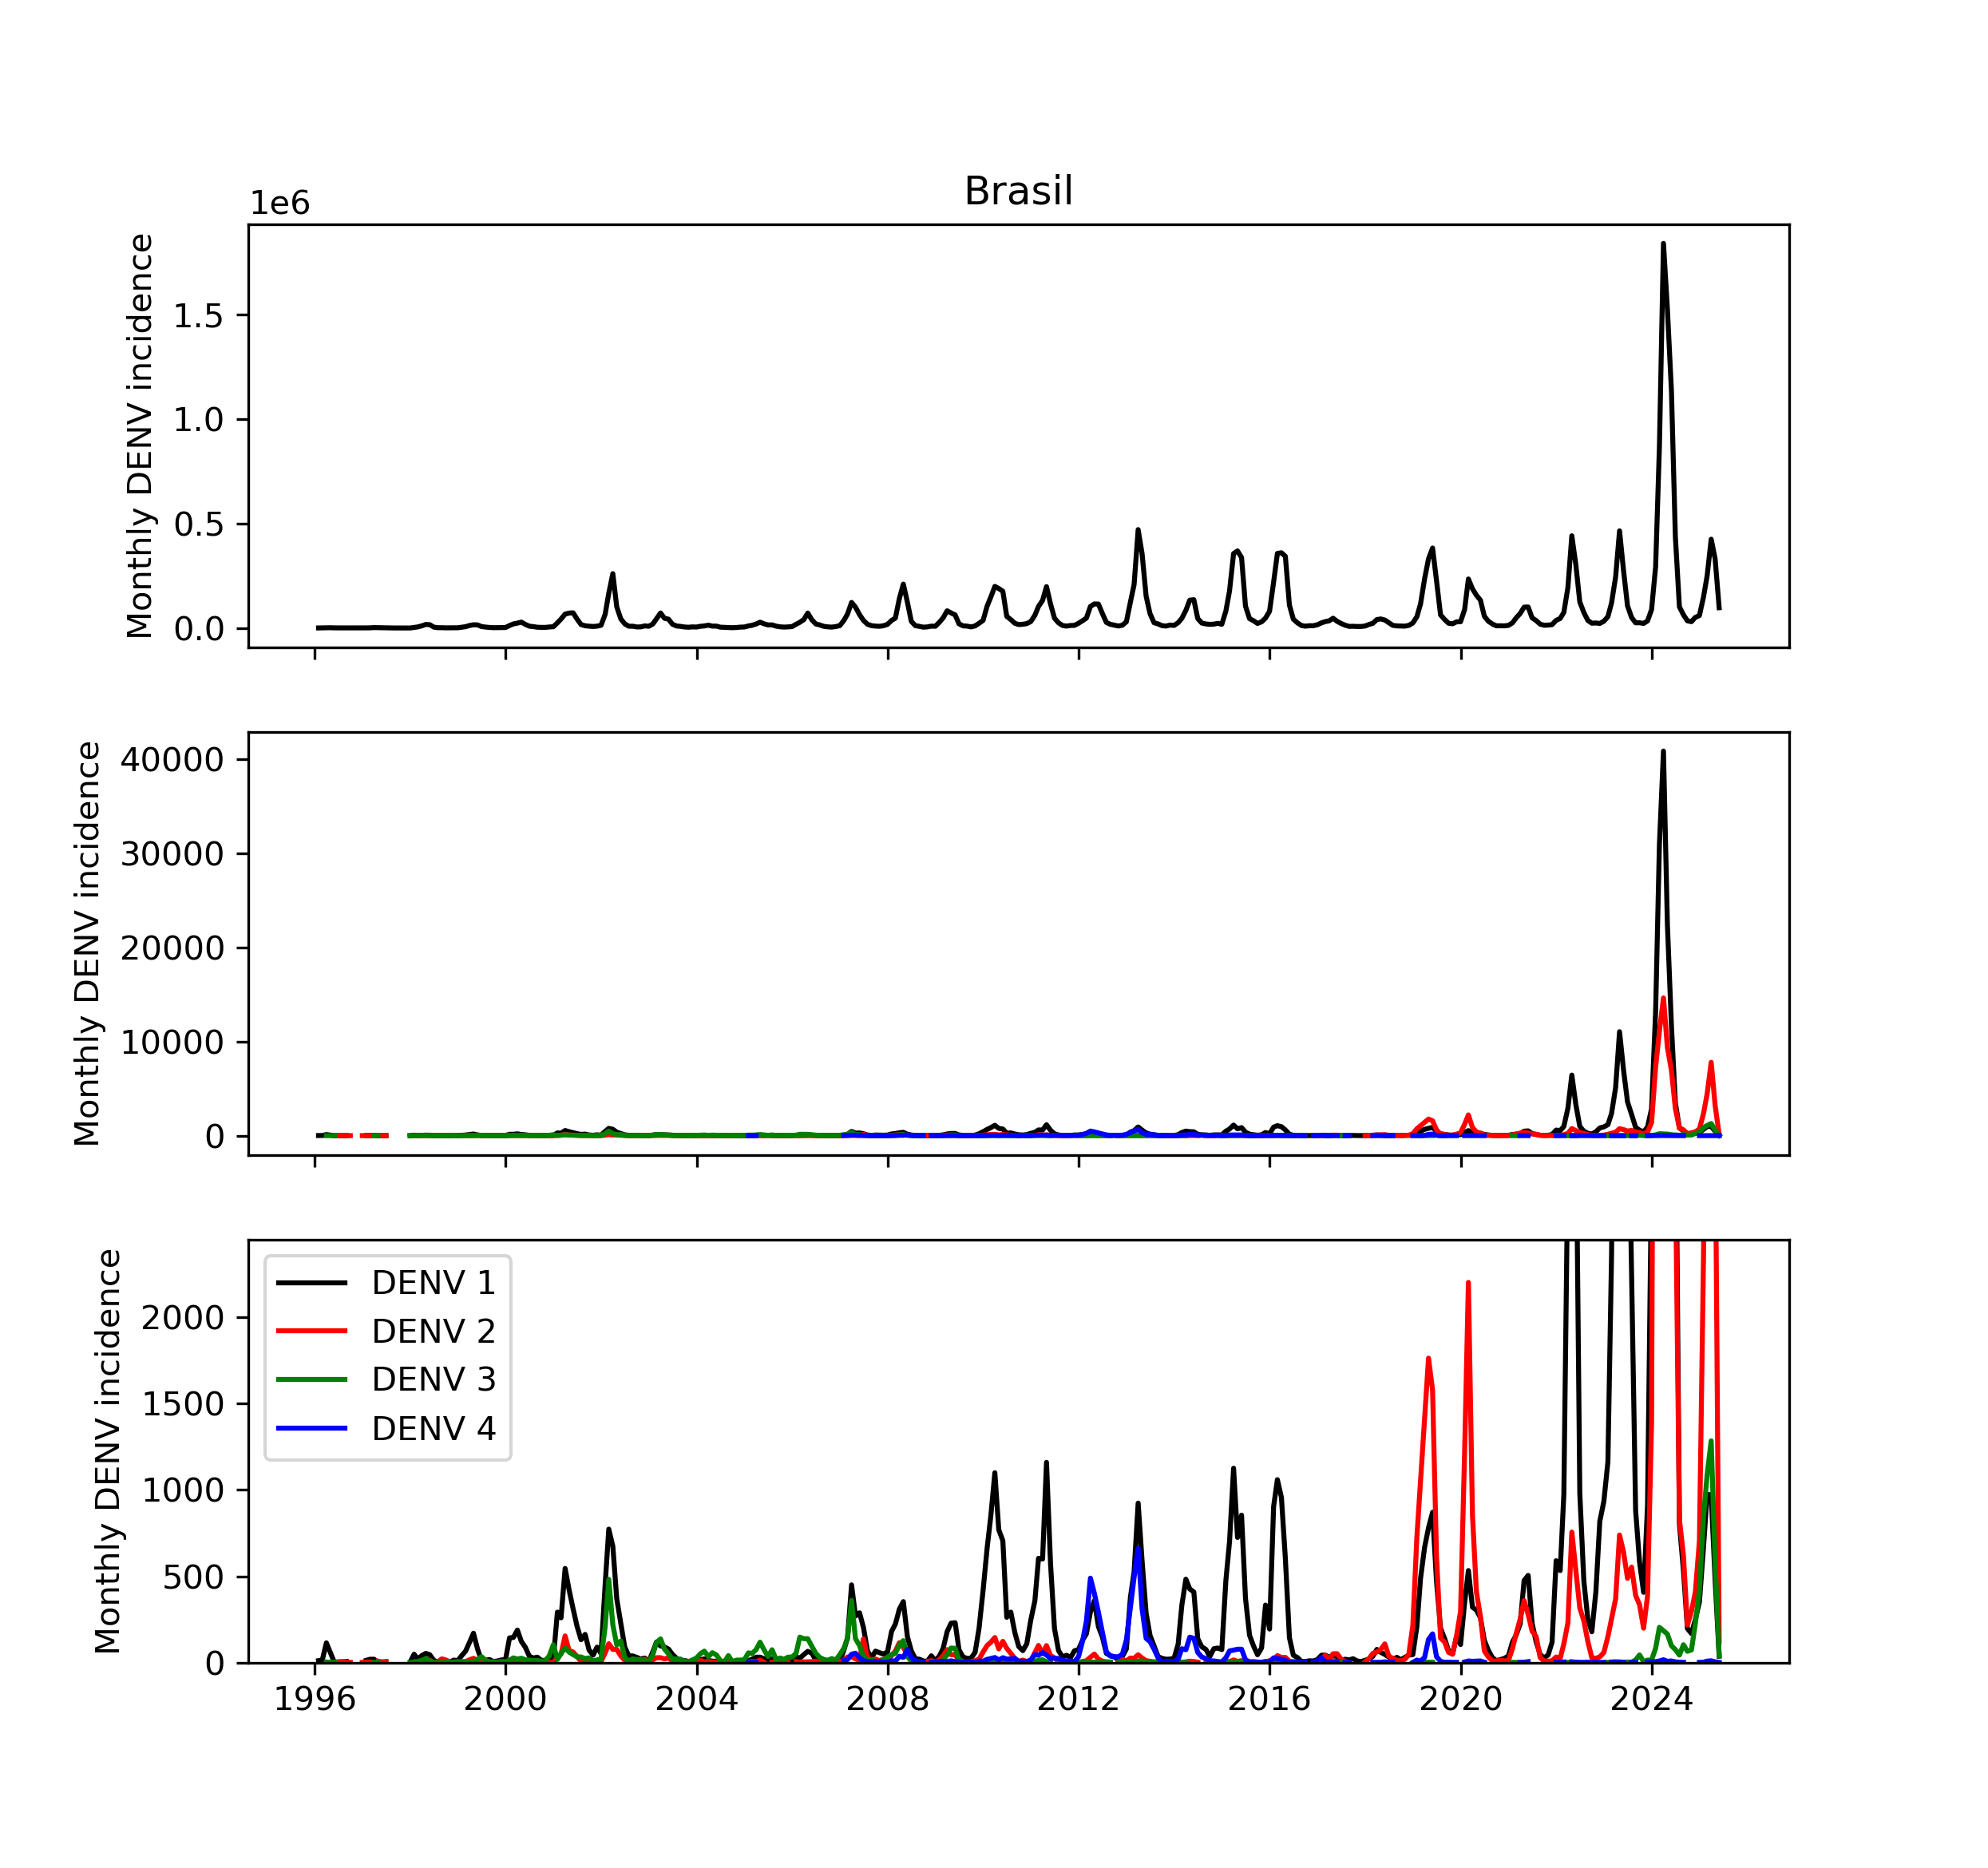 Brasil
1e6
Monthly DENV incidence
1.5
1.0
0.5
0.0
Monthly DENV incidence
40000
30000
20000
10000
0
Monthly DENV incidence
2000
1500
1000
500
0
DENV 1
DENV 2
DENV 3
DENV 4
1996 2000 2004 2008 2012 2016 2020 2024